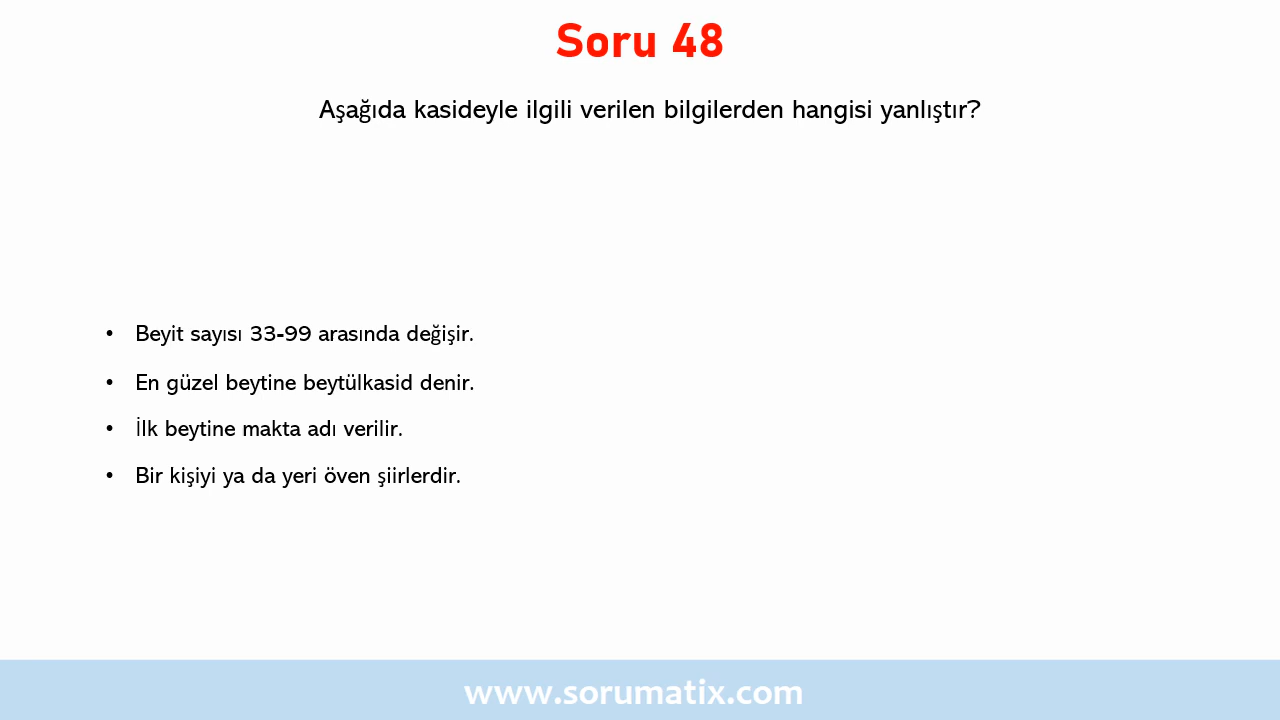 Soru 48
Aşağıda kasideyle ilgili verilen bilgilerden hangisi yanlıştır?
• Beyit sayısı 33-99 arasında değişir.
• En güzel beytine beytülkasid denir.
• İlk beytine makta adı verilir.
• Bir kişiyi ya da yeri öven şiirlerdir.
www.sorumatix.com